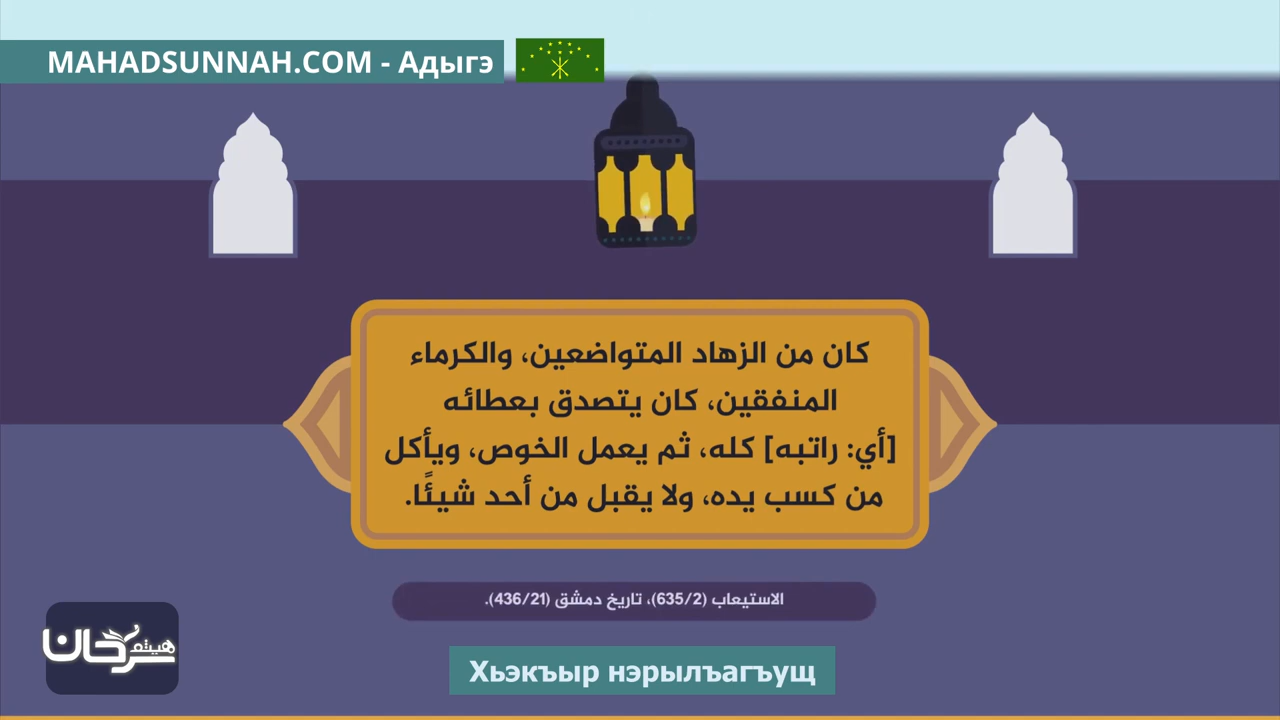 MAHADSUNNAH.COM - Адыгэ
كان من الزهاد المتواضعين، والكرماء
المنفقين، كان يتصدق بعطائه
[أي: راتبه] كله، ثم يعمل الخوص، ويأكل
من كسب يده، ولا يقبل من أحد شيئًا.
الاستيعاب (635/2)، تاريخ دمشق (436/21).
هيثم
سرحان
Хьэкъыр нэрылъагъущ